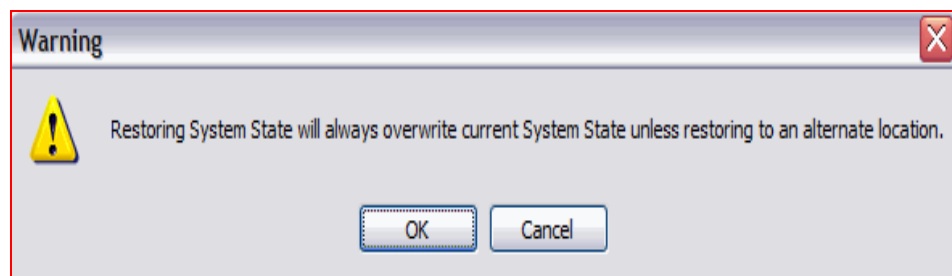 Warning
Restoring System State will always overwrite current System State unless restoring to an alternate location.
OK Cancel